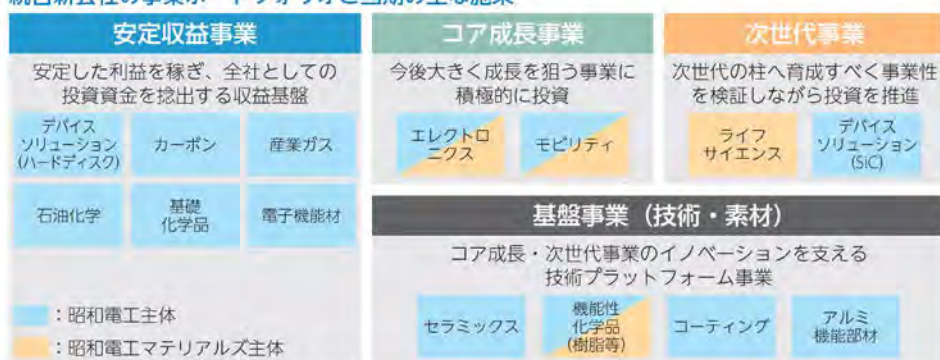 統合新会社の事業ポートフォリオと当期の主な施策
安定収益事業
安定した利益を稼ぎ、全社としての
投資資金を捻出する収益基盤
デバイス
ソリューション
(ハードディスク)
カーボン
産業ガス
石油化学
基礎
化学品
電子機能材
：昭和電工主体
：昭和電工マテリアルズ主体
コア成長事業
今後大きく成長を狙う事業に
積極的に投資
エレクトロ
ニクス
モビリティ
次世代事業
次世代の柱へ育成すべく事業性
を検証しながら投資を推進
ライフ
サイエンス
デバイス
ソリューション
(SiC)
基盤事業（技術・素材）
コア成長・次世代事業のイノベーションを支える
技術プラットフォーム事業
セラミックス
機能性
化学品
(樹脂等)
コーティング
アルミ
機能部材